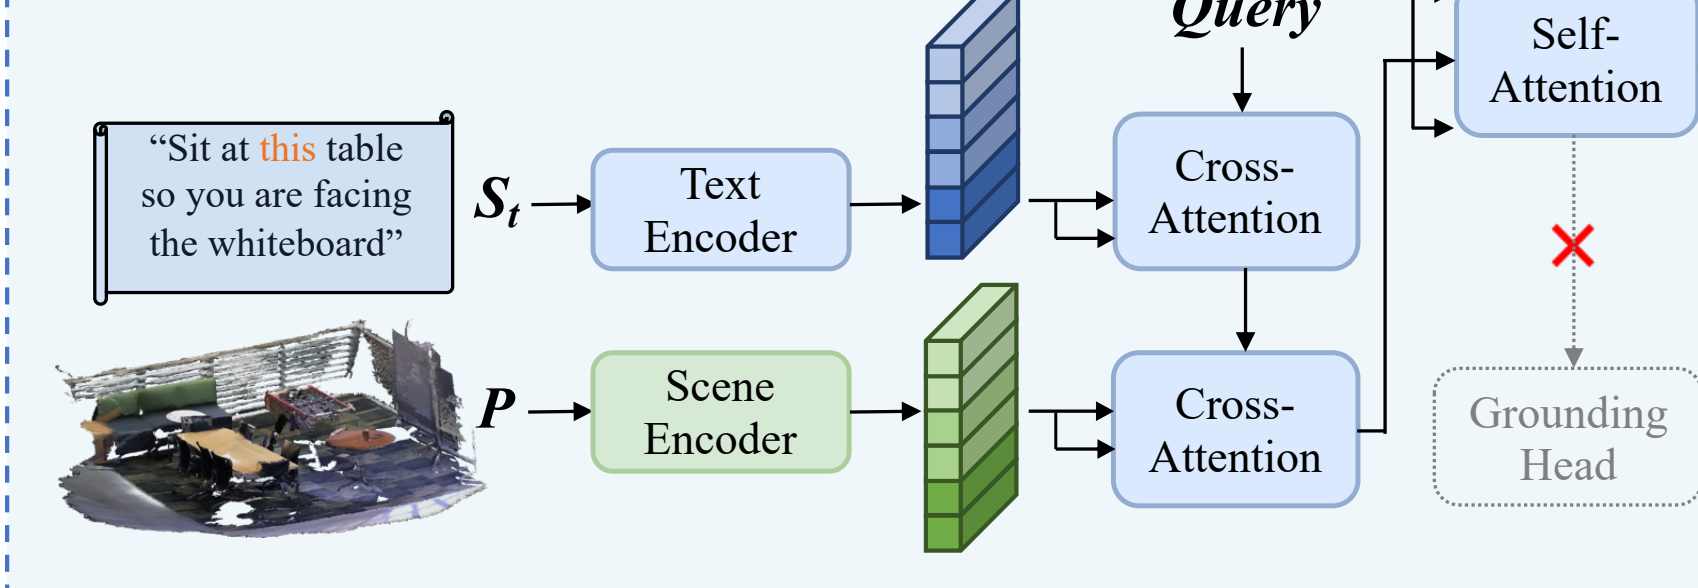 Query
Self-
Attention
“Sit at this table
so you are facing
the whiteboard”
S_t
Text
Encoder
Cross-
Attention
P
Scene
Encoder
Cross-
Attention
Grounding
Head